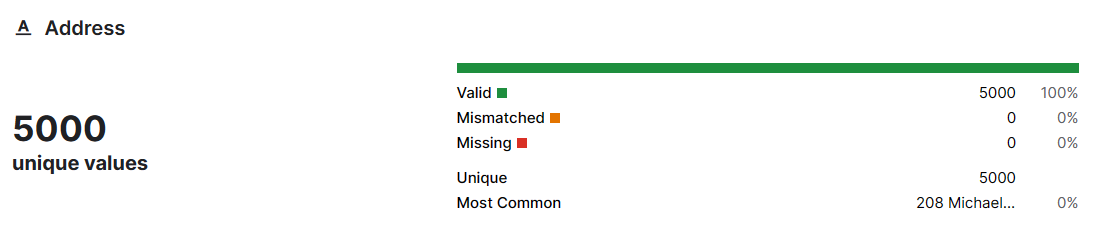 A Address
5000
unique values
Valid 5000 100%
Mismatched 0 0%
Missing 0 0%
Unique 5000
Most Common 208 Michael... 0%